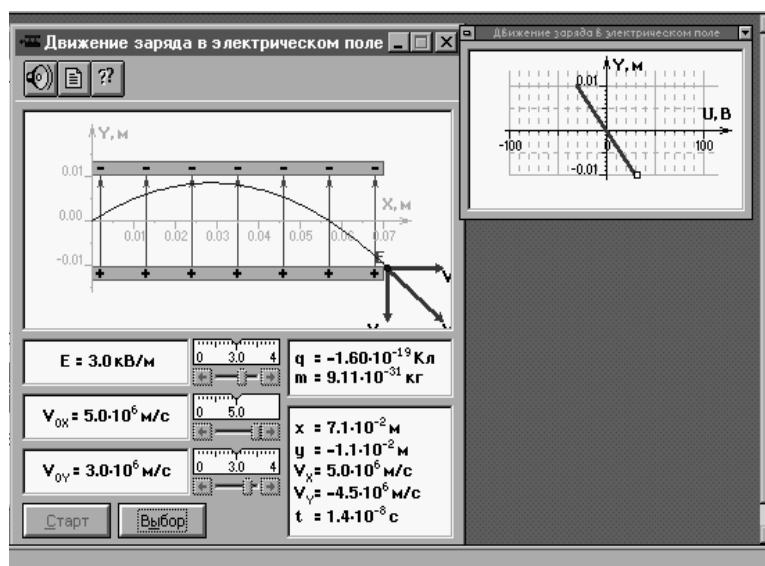 Движение заряда в электрическом поле
??
Y, м
0.01
0.00
-0.01
0.01 0.02 0.03 0.04 0.05 0.06 0.07
X, м
- - - - - - -
+ + + + + + +
E
V
E = 3.0 кВ/м
0 3.0 4
V₀ₓ = 5.0·10⁶ м/с
0 5.0
V₀Y = 3.0·10⁶ м/с
0 3.0 4
q = -1.60·10⁻¹⁹ Кл
m = 9.11·10⁻³¹ кг
x = 7.1·10⁻² м
y = -1.1·10⁻² м
Vₓ = 5.0·10⁶ м/с
VY = -4.5·10⁶ м/с
t = 1.4·10⁻⁸ с
Старт
Выбор
Движение заряда в электрическом поле
Y, м
0.01
U, В
-100 0 100
-0.01